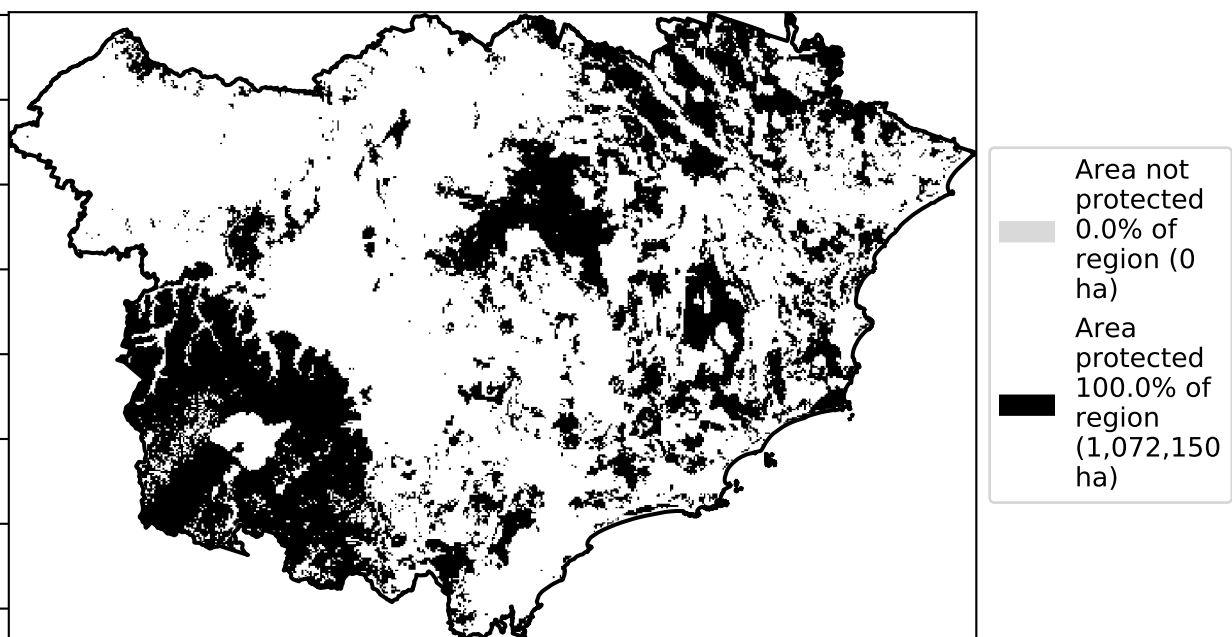 Area not
protected
0.0% of
region (0
ha)
Area
protected
100.0% of
region
(1,072,150
ha)